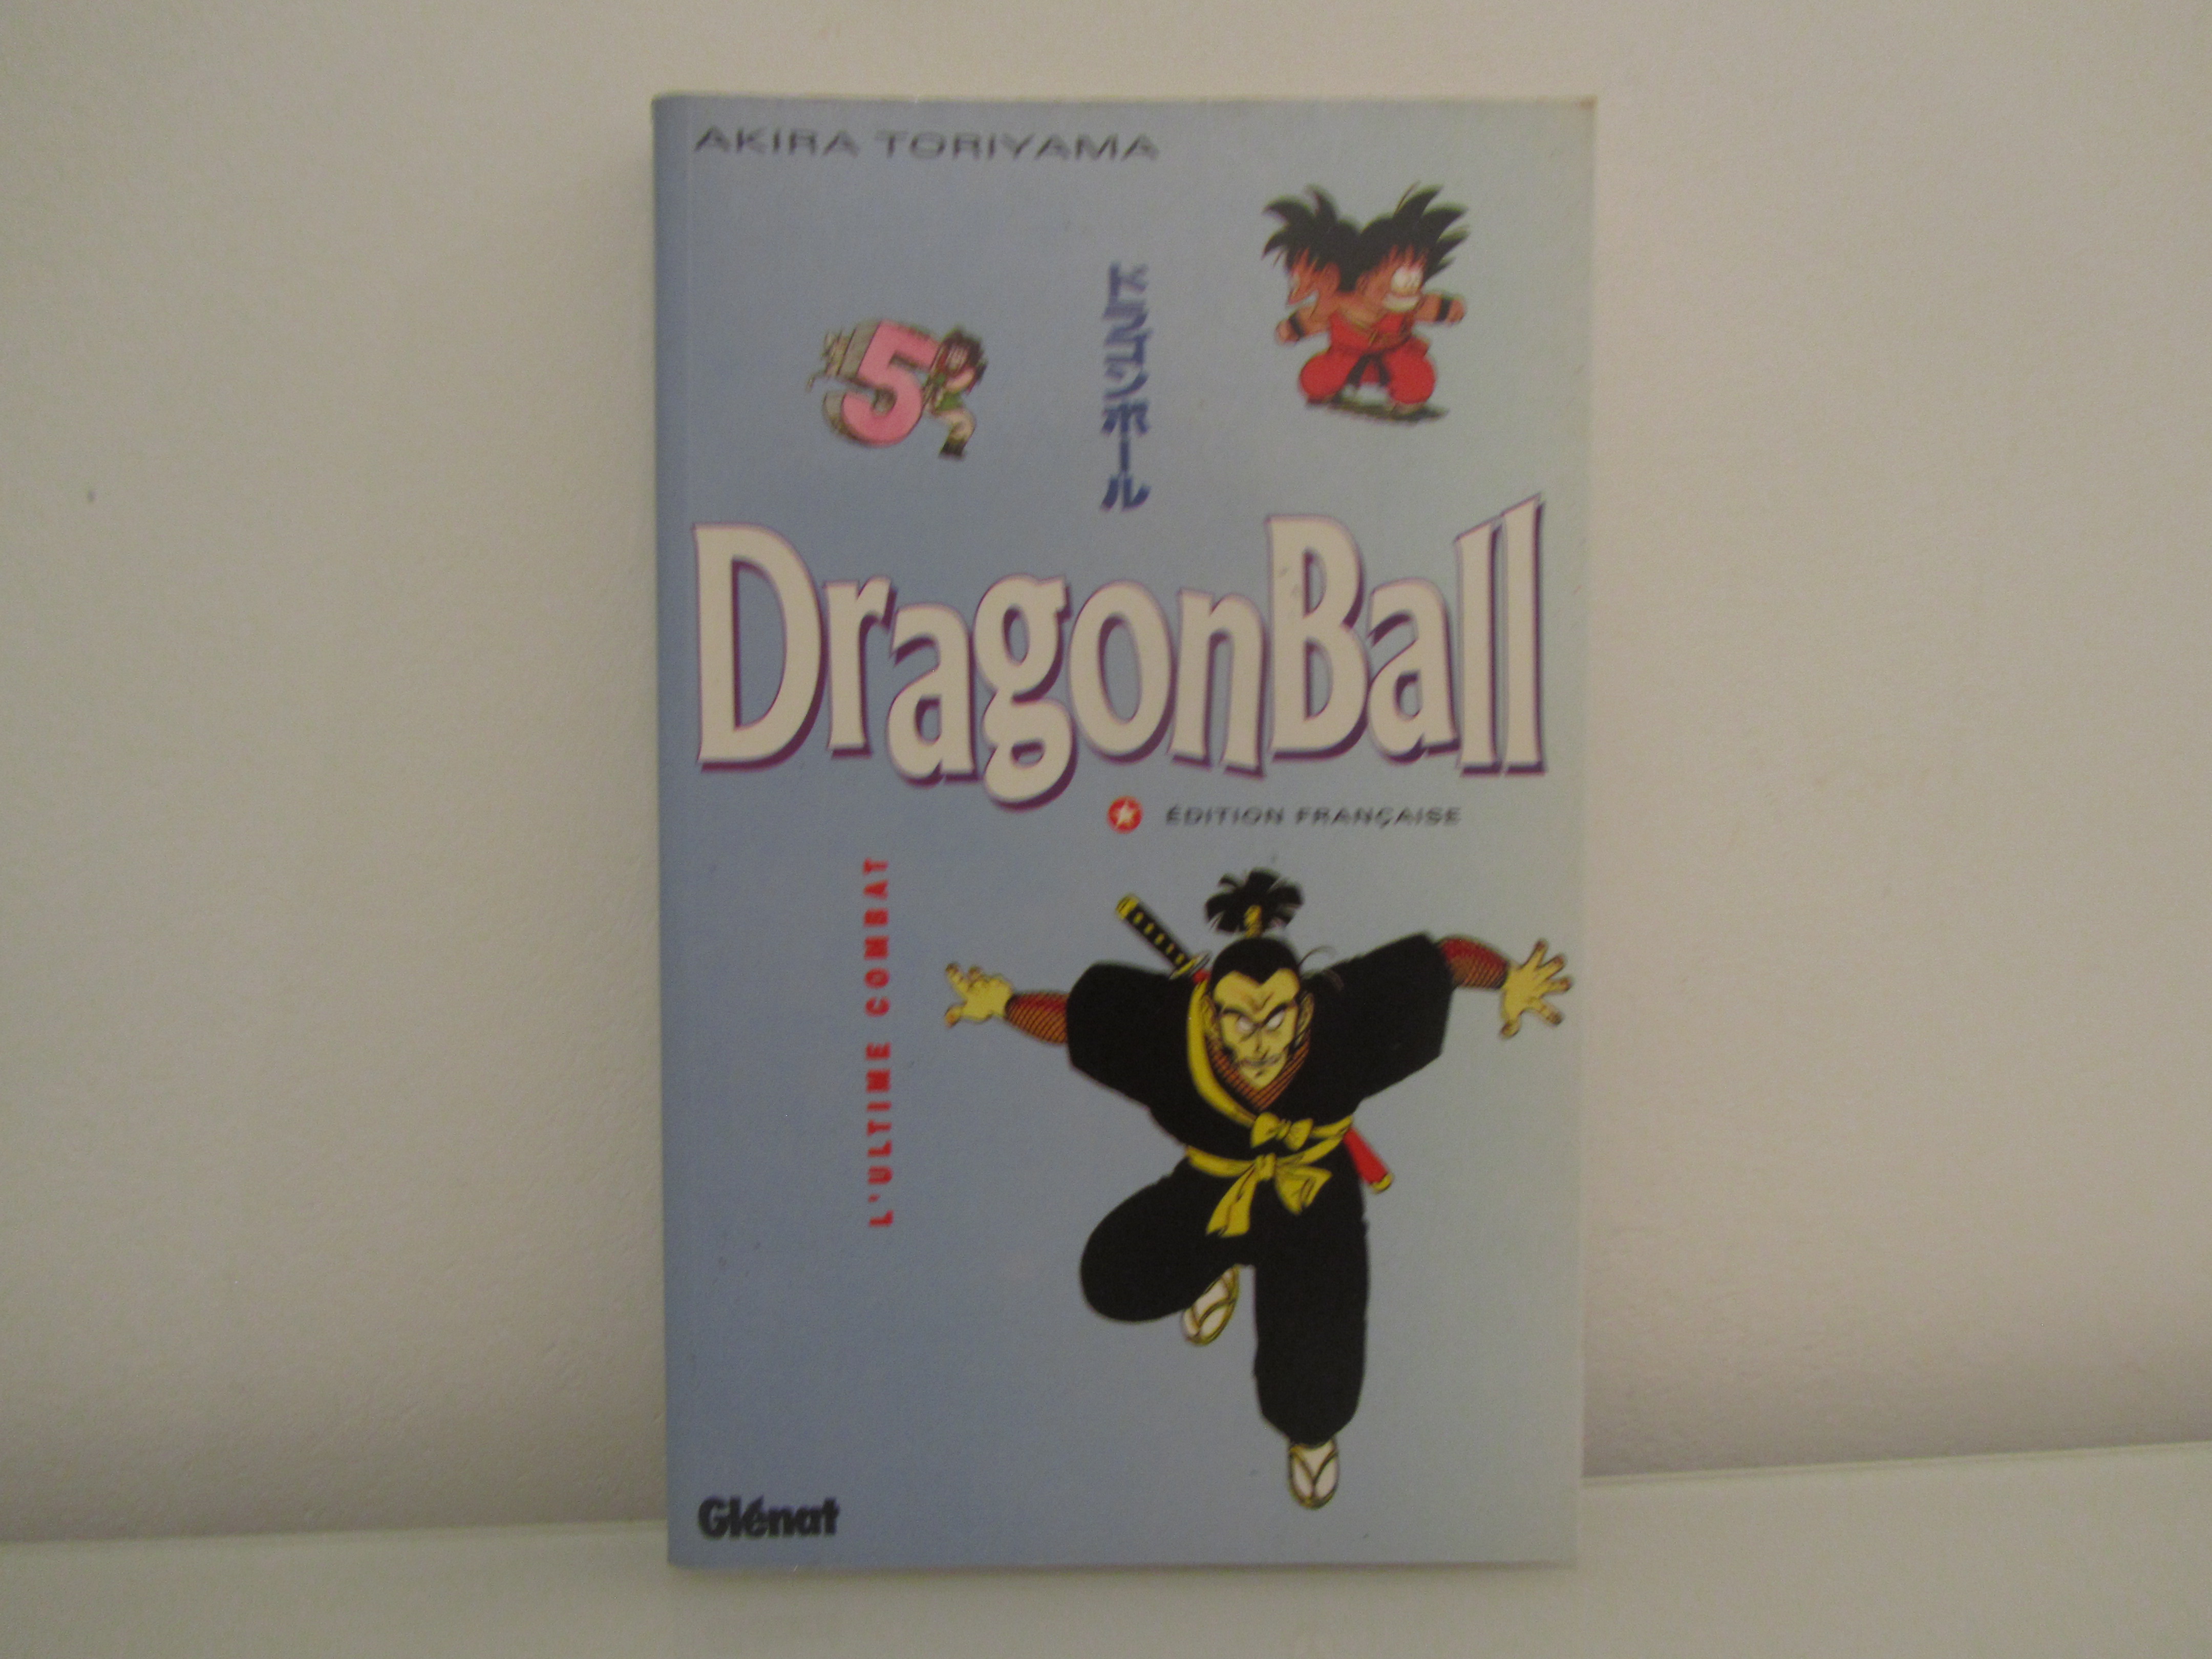 AKIRA TORIYAMA
5
ドラゴンボール
DragonBall
ÉDITION FRANÇAISE
L'ULTIME COMBAT
Glénat